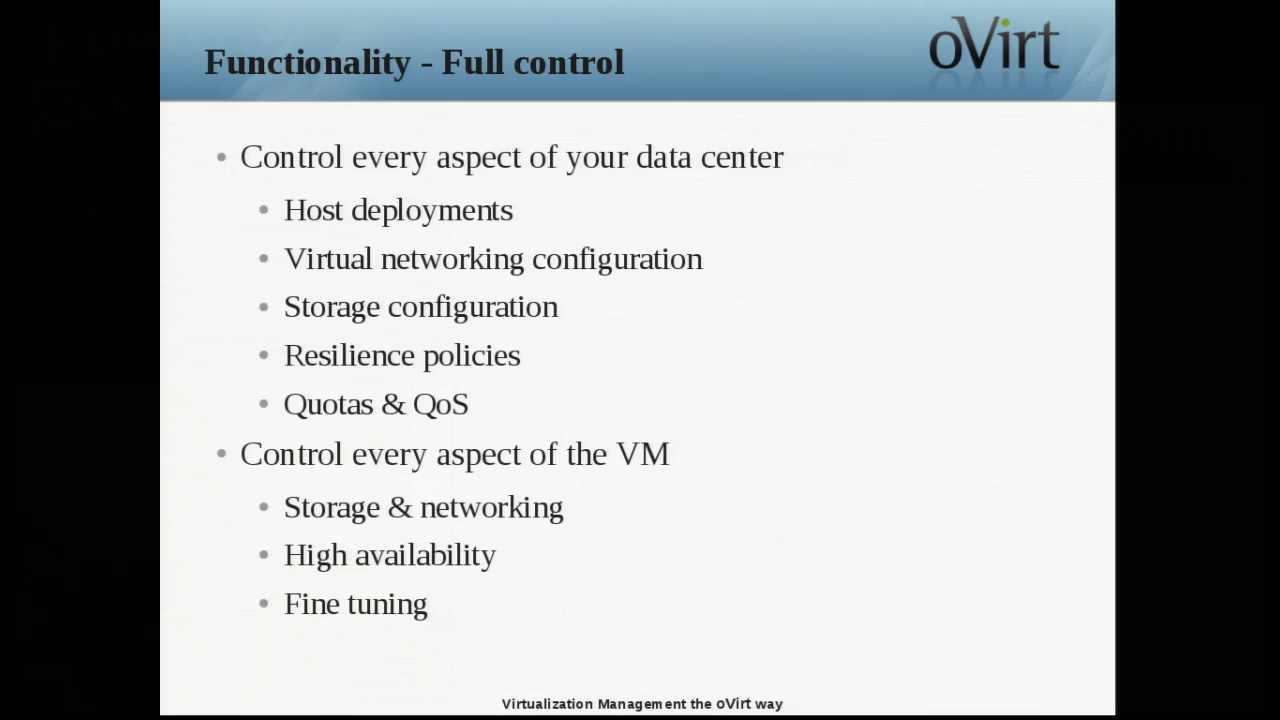 Functionality - Full control
oVirt
• Control every aspect of your data center
• Host deployments
• Virtual networking configuration
• Storage configuration
• Resilience policies
• Quotas & QoS
• Control every aspect of the VM
• Storage & networking
• High availability
• Fine tuning
Virtualization Management the oVirt way